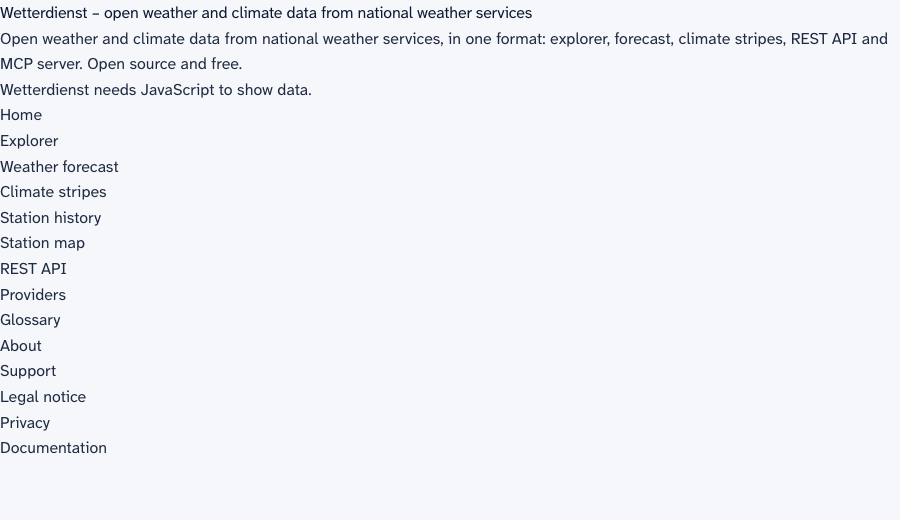 Wetterdienst – open weather and climate data from national weather services
Open weather and climate data from national weather services, in one format: explorer, forecast, climate stripes, REST API and
MCP server. Open source and free.
Wetterdienst needs JavaScript to show data.
Home
Explorer
Weather forecast
Climate stripes
Station history
Station map
REST API
Providers
Glossary
About
Support
Legal notice
Privacy
Documentation